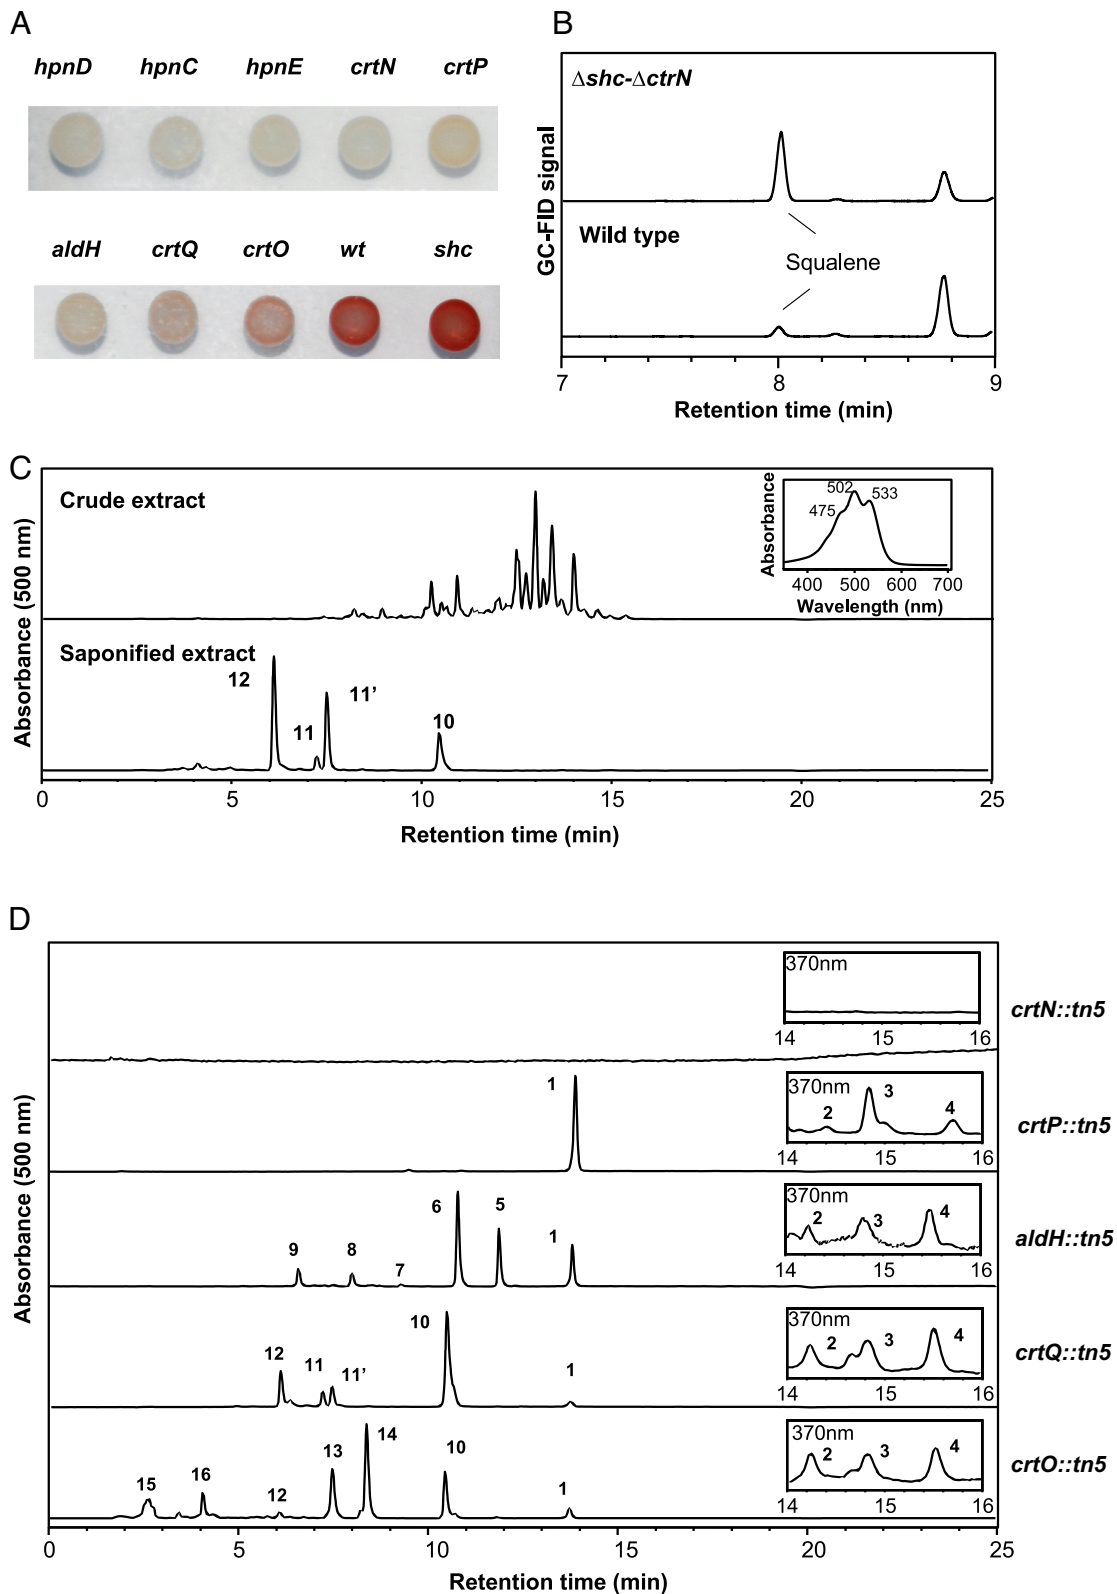 A
hpnD hpnC hpnE crtN crtP
aldH crtQ crtO wt shc
B
Δshc-ΔctrN
Wild type
Squalene
GC-FID signal
7 8 9
Retention time (min)
C
Crude extract
Saponified extract
12 11 11’ 10
Absorbance (500 nm)
0 5 10 15 20 25
Retention time (min)
Absorbance
475 502 533
400 500 600 700
Wavelength (nm)
D
Absorbance (500 nm)
370nm
14 15 16
crtN::tn5
1
370nm
2 3 4
14 15 16
crtP::tn5
9 8 7 6 5 1
370nm
2 3 4
14 15 16
aldH::tn5
12 11 11’ 10 1
370nm
2 3 4
14 15 16
crtQ::tn5
15 16 12 13 14 10 1
370nm
2 3 4
14 15 16
crtO::tn5
0 5 10 15 20 25
Retention time (min)